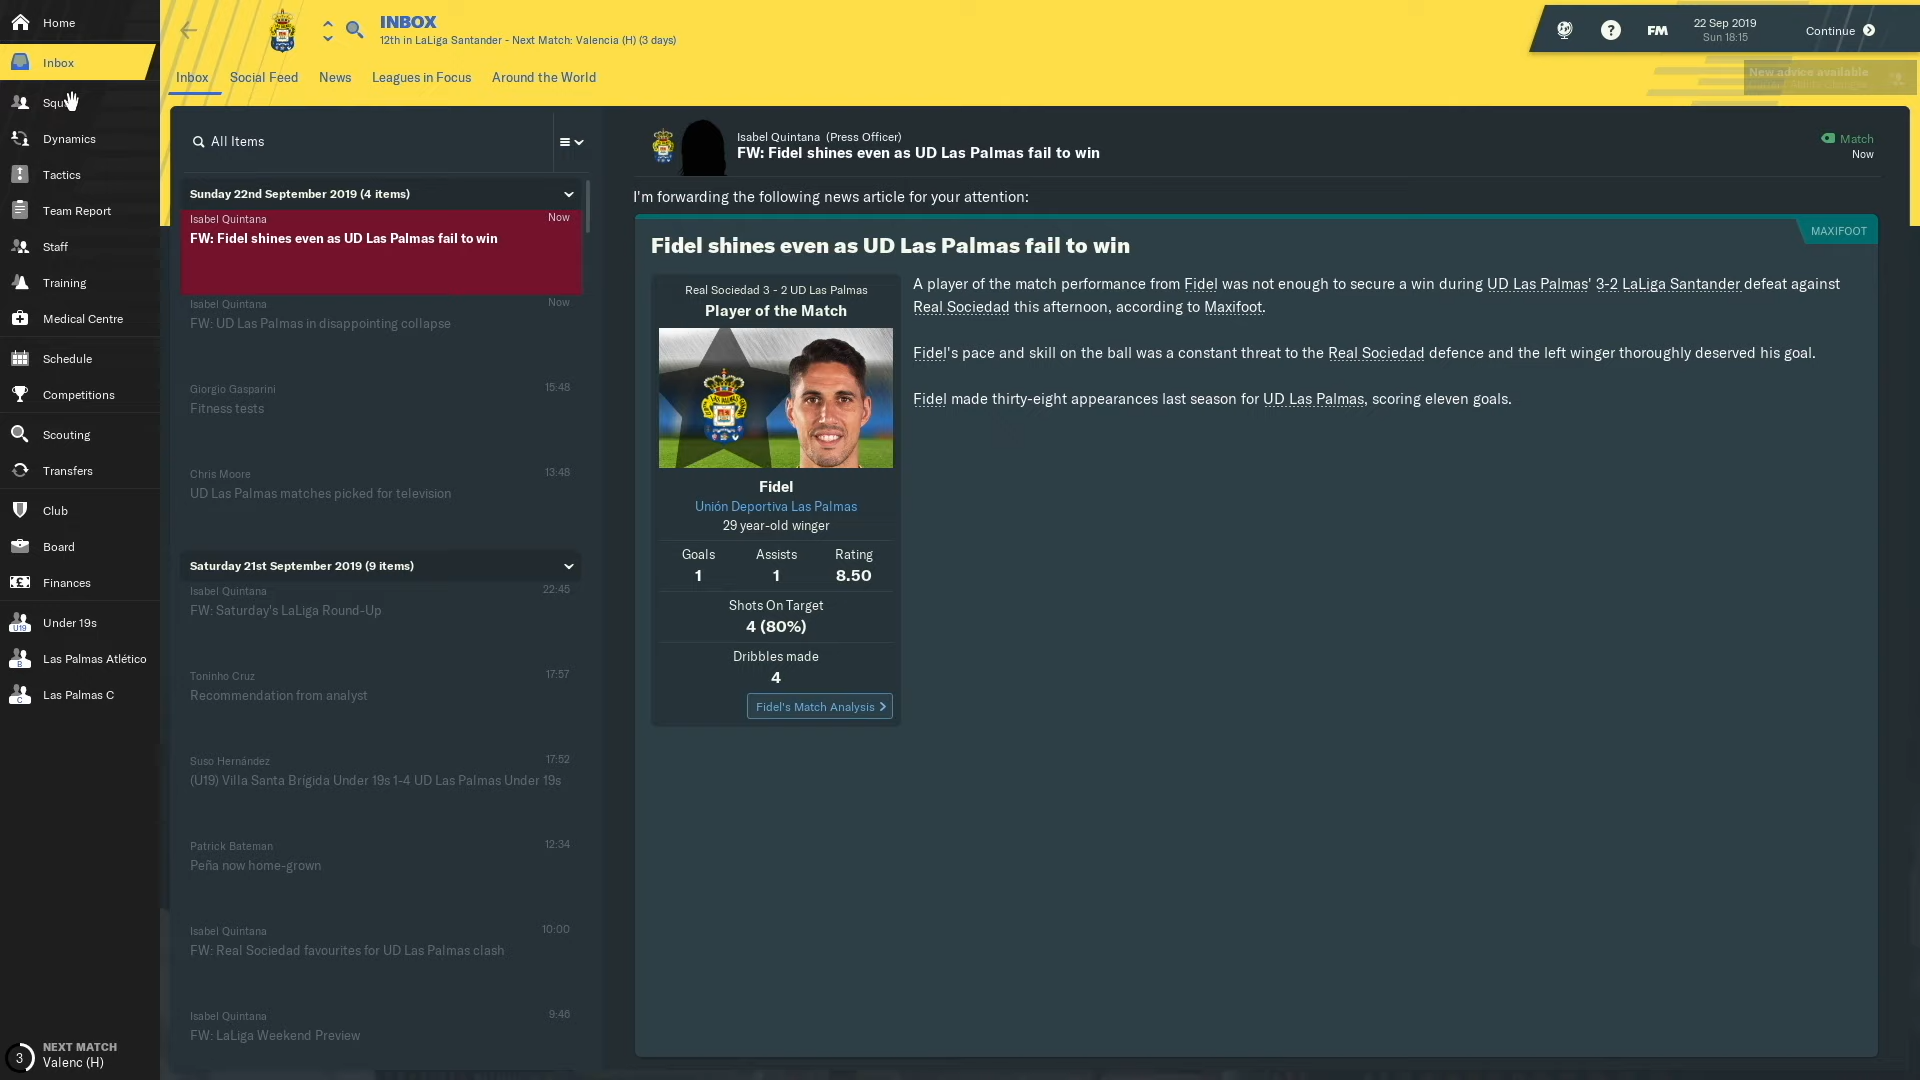 Home
Inbox
Dynamics
Tactics
Team Report
Staff
Training
Medical Centre
Schedule
Competitions
Scouting
Transfers
Club
Board
Finances
U19
Under 19s
B
Las Palmas Atlético
C
Las Palmas C
3
NEXT MATCH
Valenc (H)
INBOX
12th in LaLiga Santander - Next Match: Valencia (H) (3 days)
FM
22 Sep 2019
Sun 18:15
Continue
New advice available
Inbox
Social Feed
News
Leagues in Focus
Around the World
All Items
Sunday 22nd September 2019 (4 items)
Isabel Quintana
Now
FW: Fidel shines even as UD Las Palmas fail to win
Isabel Quintana
Now
FW: UD Las Palmas in disappointing collapse
Giorgio Gasparini
15:48
Fitness tests
Chris Moore
13:48
UD Las Palmas matches picked for television
Saturday 21st September 2019 (9 items)
Isabel Quintana
22:45
FW: Saturday's LaLiga Round-Up
Toninho Cruz
17:57
Recommendation from analyst
Suso Hernández
17:52
(U19) Villa Santa Brígida Under 19s 1-4 UD Las Palmas Under 19s
Patrick Bateman
12:34
Peña now home-grown
Isabel Quintana
10:00
FW: Real Sociedad favourites for UD Las Palmas clash
Isabel Quintana
9:46
FW: LaLiga Weekend Preview
Isabel Quintana (Press Officer)
FW: Fidel shines even as UD Las Palmas fail to win
Match
Now
I'm forwarding the following news article for your attention:
MAXIFOOT
Fidel shines even as UD Las Palmas fail to win
Real Sociedad 3 - 2 UD Las Palmas
Player of the Match
Fidel
Unión Deportiva Las Palmas
29 year-old winger
Goals Assists Rating
1 1 8.50
Shots On Target
4 (80%)
Dribbles made
4
Fidel's Match Analysis
A player of the match performance from Fidel was not enough to secure a win during UD Las Palmas' 3-2 LaLiga Santander defeat against
Real Sociedad this afternoon, according to Maxifoot.
Fidel's pace and skill on the ball was a constant threat to the Real Sociedad defence and the left winger thoroughly deserved his goal.
Fidel made thirty-eight appearances last season for UD Las Palmas, scoring eleven goals.